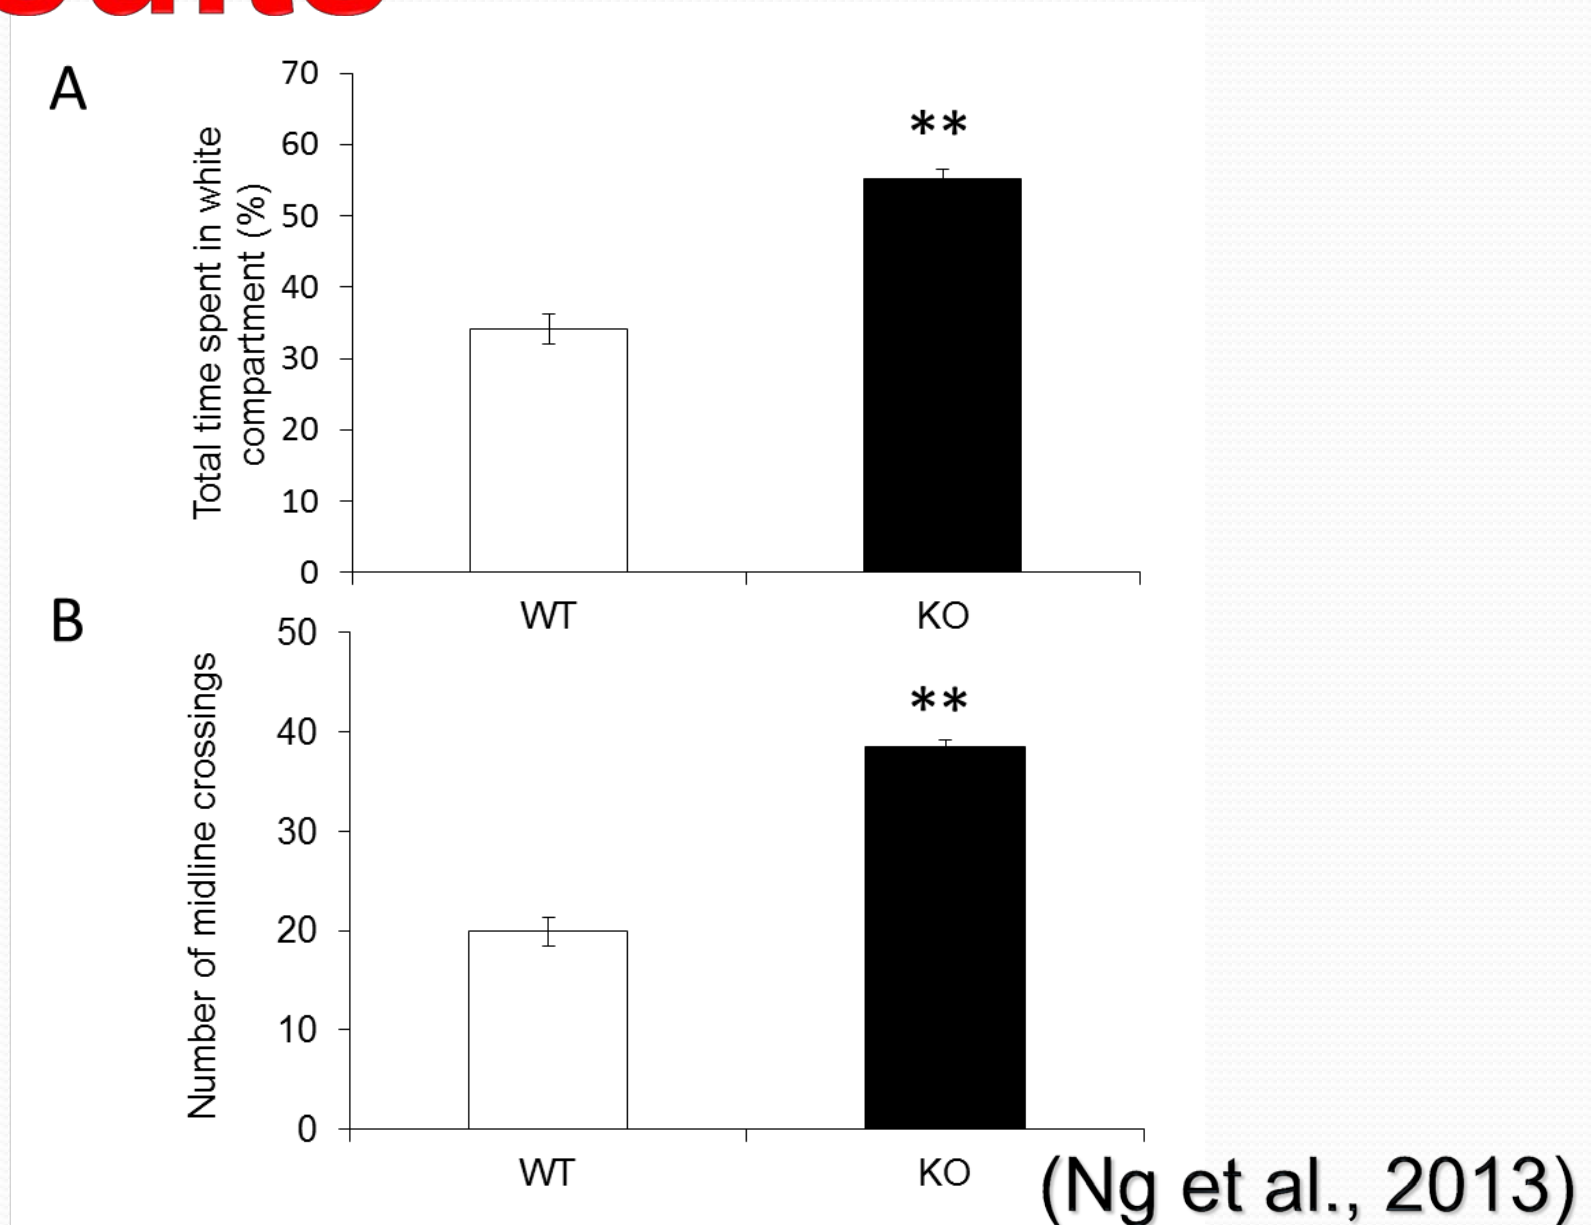 A
70
60
50
40
30
20
10
0
Total time spent in white
compartment (%)
**
WT KO
B
50
40
30
20
10
0
Number of midline crossings
**
WT KO
(Ng et al., 2013)